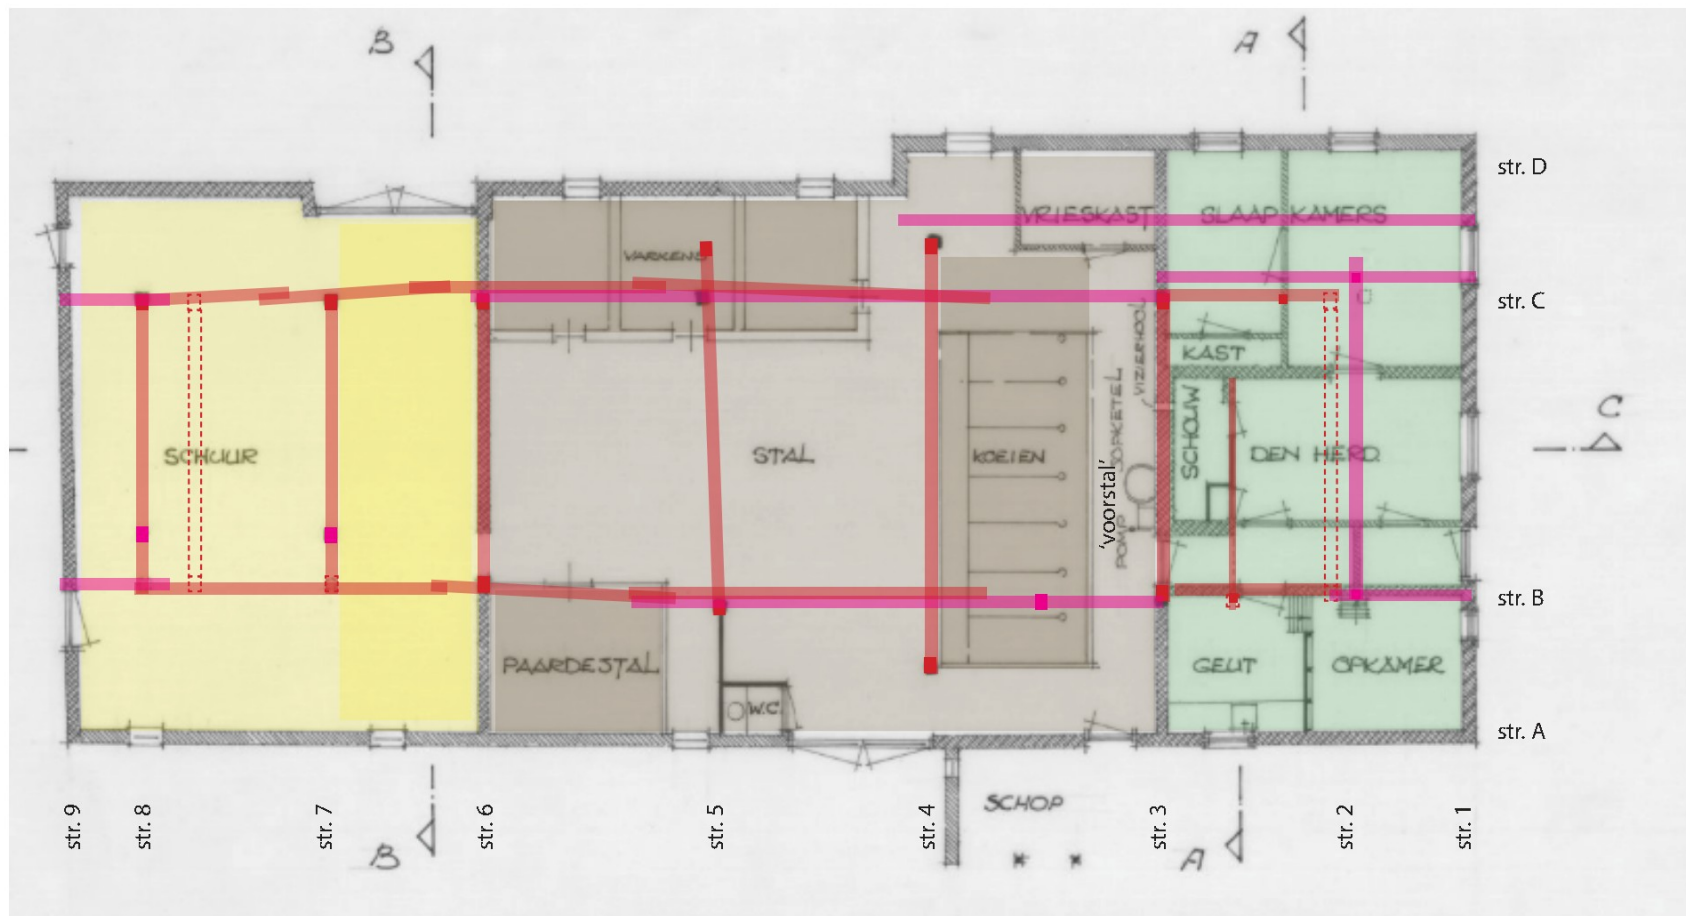 B
A
str. D
VRIESKAST
SLAAP KAMERS
VARKENS
str. C
VIZIERHOOL
KAST
SCHOUW
SOPKETEL
C
SCHUUR
STAL
KOEIEN
DEN HERD
'voorstal'
POMP
str. B
PAARDESTAL
GEUT
OPKAMER
W.C.
str. A
SCHOP
str. 9
str. 8
str. 7
str. 6
str. 5
str. 4
str. 3
str. 2
str. 1
B
A